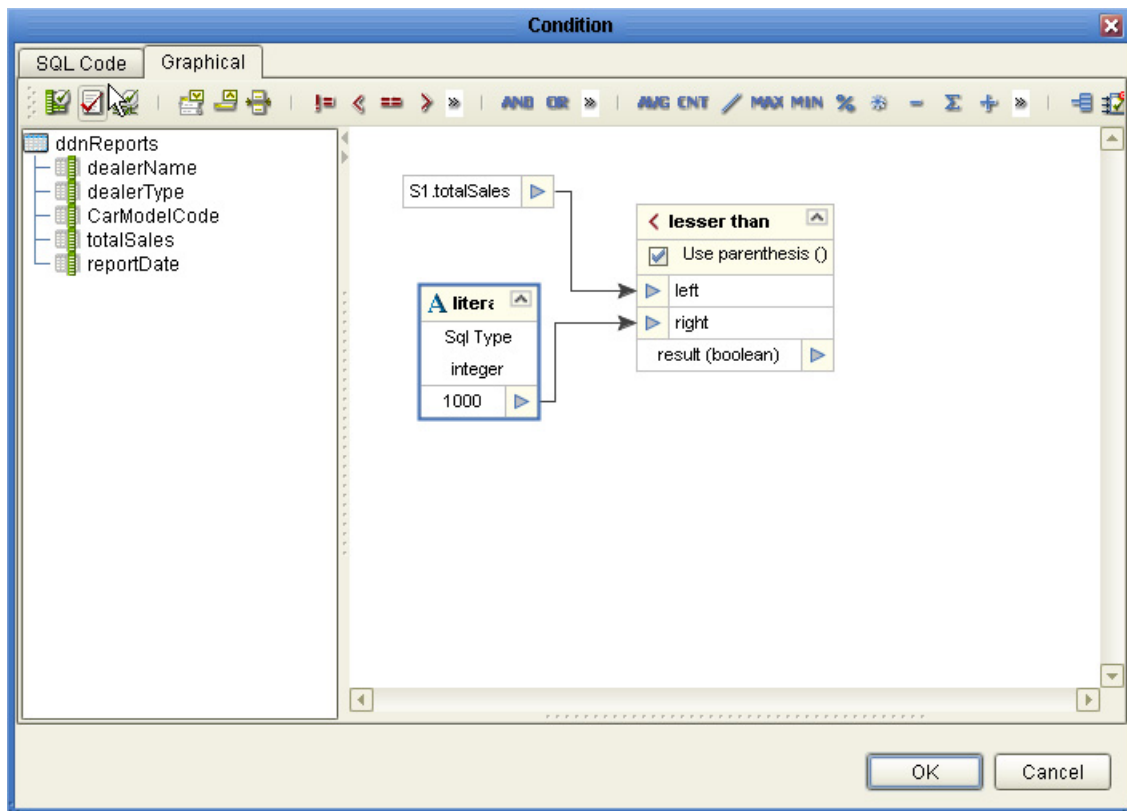 Condition
SQL Code Graphical
!= < == > » AND OR » AVG CNT / MAX MIN % * - Σ + »
ddnReports
dealerName
dealerType
CarModelCode
totalSales
reportDate
S1.totalSales
< lesser than
Use parenthesis ()
left
right
result (boolean)
A litera
Sql Type
integer
1000
OK Cancel